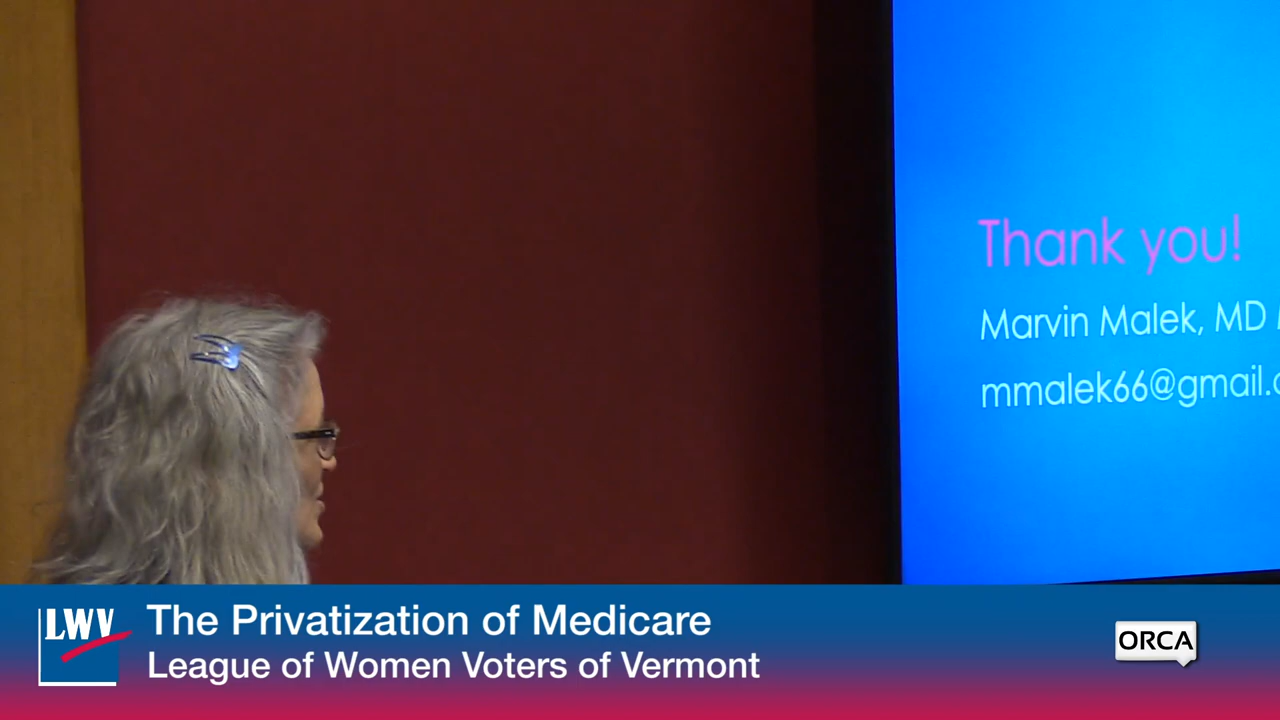 Thank you!
Marvin Malek, MD
mmalek66@gmail.
LWV
The Privatization of Medicare
League of Women Voters of Vermont
ORCA